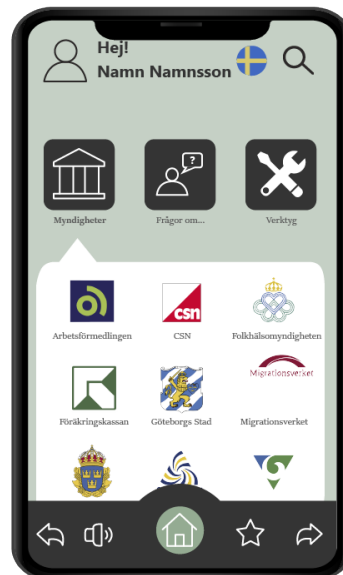 Hej!
Namn Namnsson
?
Myndigheter
Frågor om...
Verktyg
Arbetsförmedlingen
csn
CSN
Folkhälsomyndigheten
Migrationsverket
Föräkringskassan
Göteborgs Stad
Migrationsverket